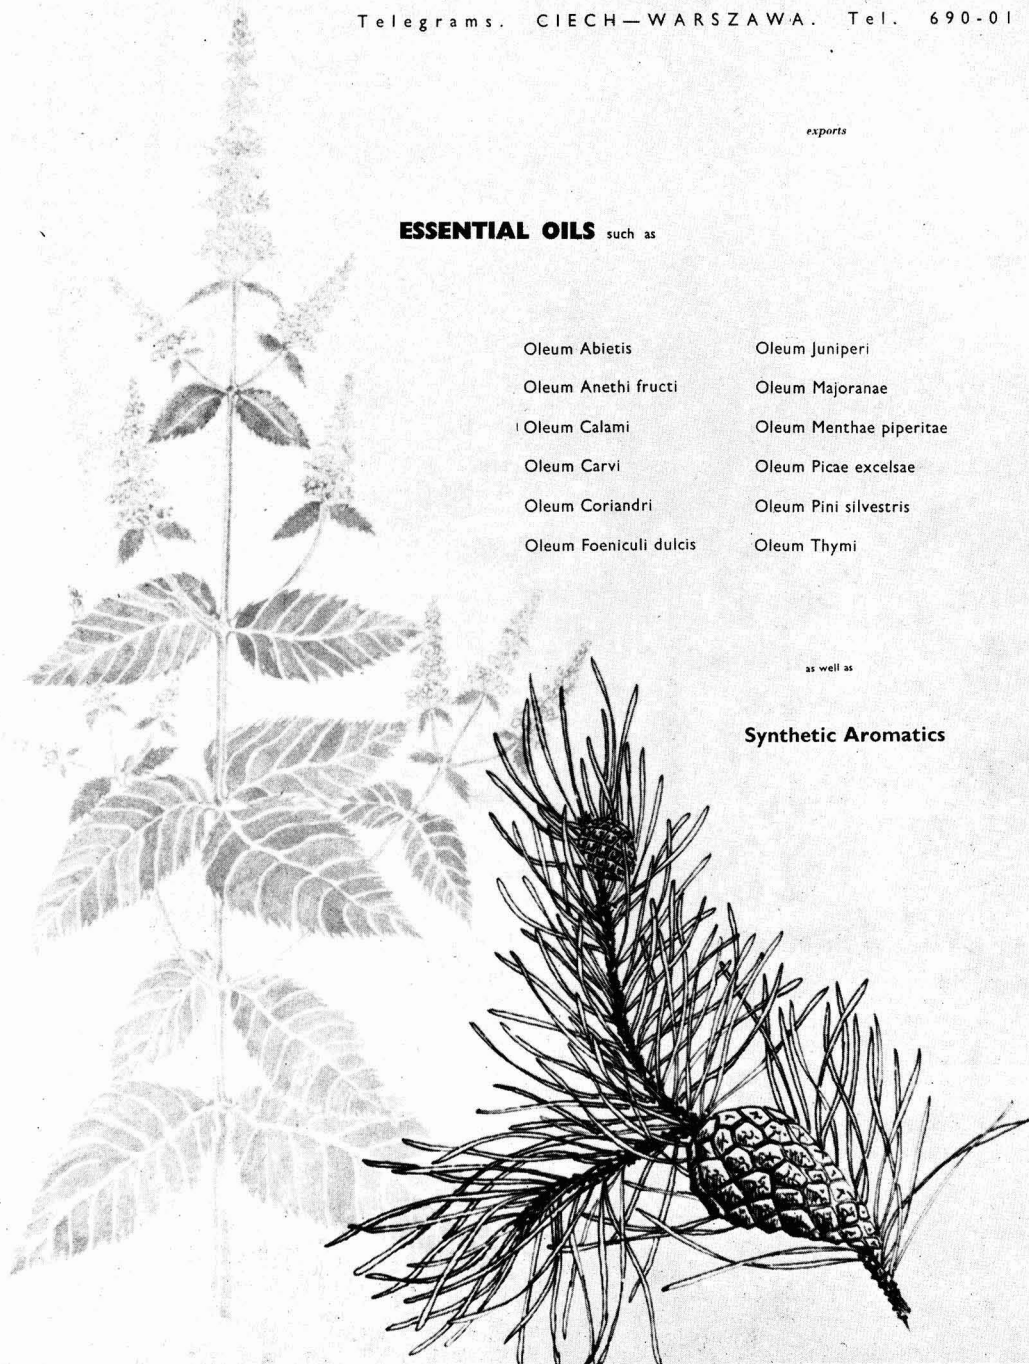 Telegrams. CIECH—WARSZAWA. Tel. 690-01
exports
ESSENTIAL OILS such as
Oleum Abietis
Oleum Anethi fructi
Oleum Calami
Oleum Carvi
Oleum Coriandri
Oleum Foeniculi dulcis
Oleum Juniperi
Oleum Majoranae
Oleum Menthae piperitae
Oleum Picae excelsae
Oleum Pini silvestris
Oleum Thymi
as well as
Synthetic Aromatics